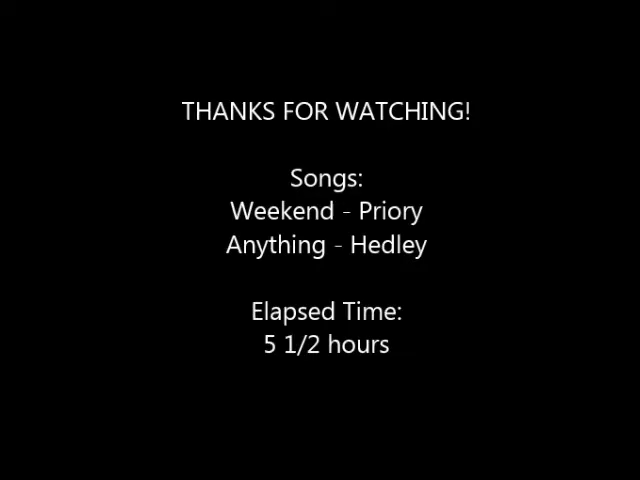 THANKS FOR WATCHING!
Songs:
Weekend - Priory
Anything - Hedley
Elapsed Time:
5 1/2 hours